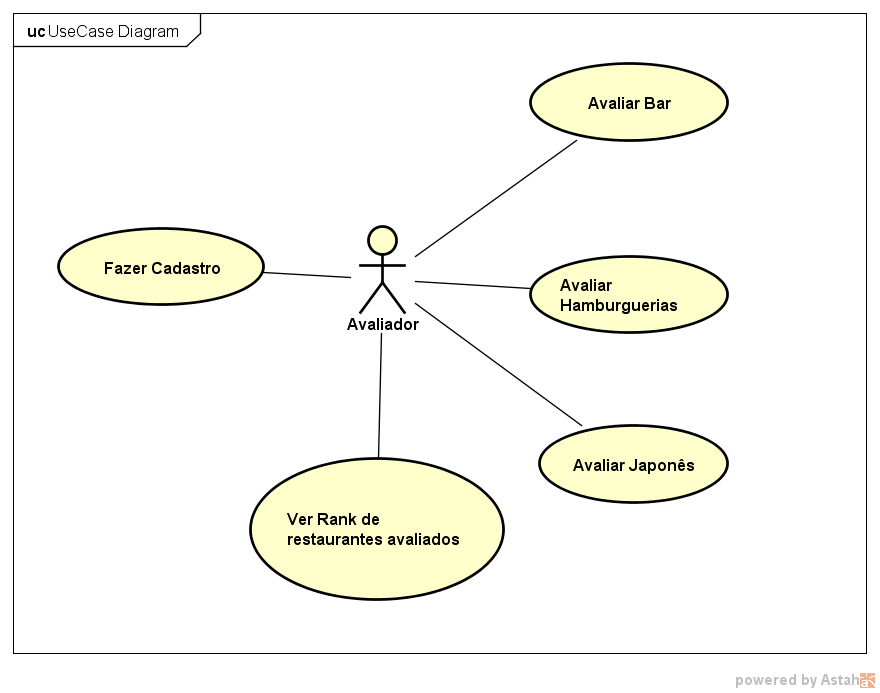 uc UseCase Diagram
Avaliar Bar
Fazer Cadastro
Avaliar
Hamburguerias
Avaliador
Avaliar Japonês
Ver Rank de
restaurantes avaliados
powered by Astah